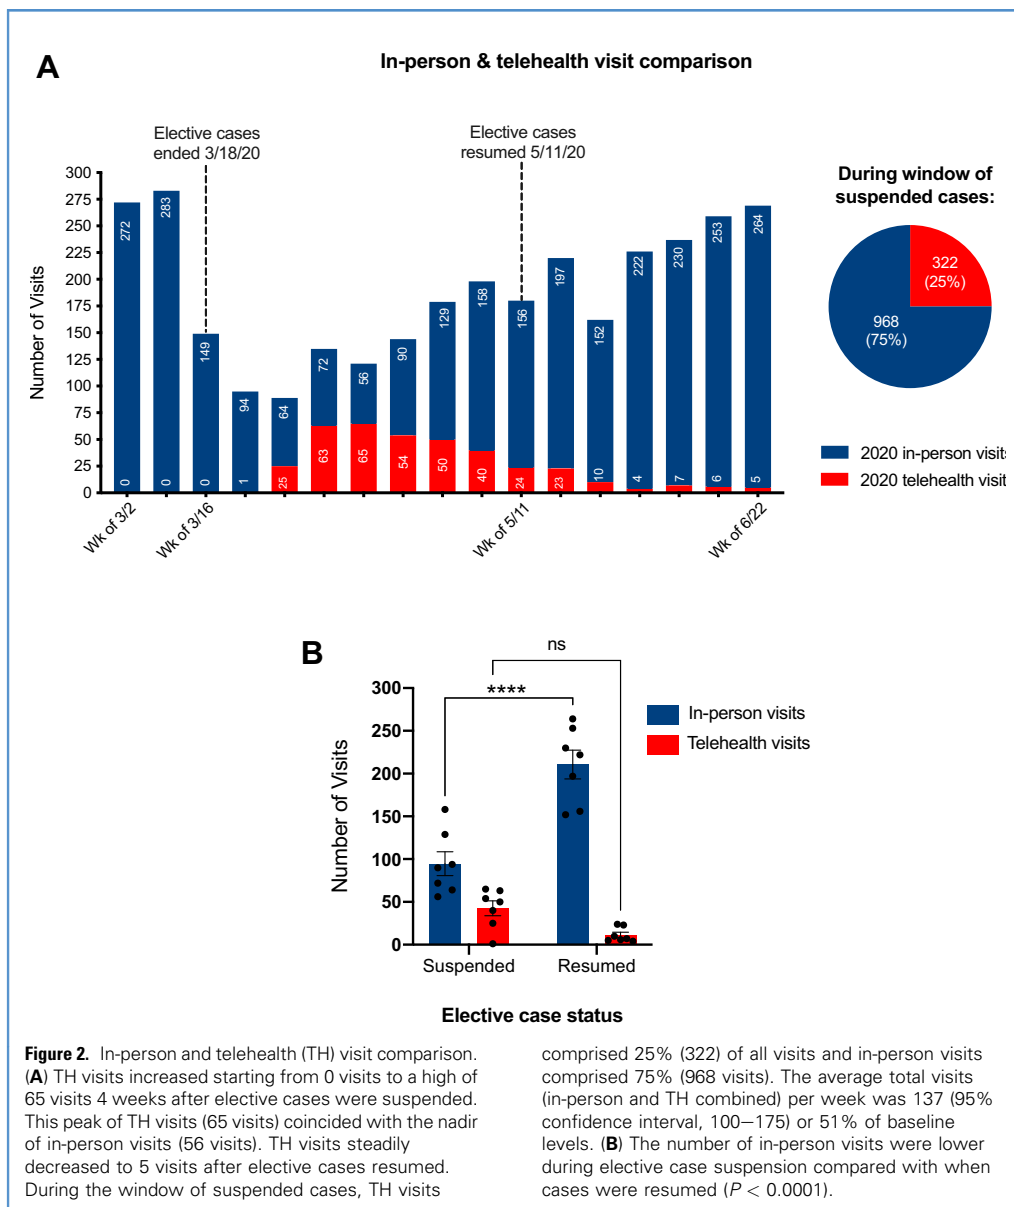 A
In-person & telehealth visit comparison
Elective cases
ended 3/18/20
Elective cases
resumed 5/11/20
Number of Visits
300
275
250
225
200
175
150
125
100
75
50
25
0
272
283
149
94
64
72
56
90
129
158
156
197
152
222
230
253
264
0
0
0
1
25
63
65
54
50
40
24
23
10
4
7
6
5
Wk of 3/2
Wk of 3/16
Wk of 5/11
Wk of 6/22
During window of
suspended cases:
322
(25%)
968
(75%)
2020 in-person visits
2020 telehealth visit
B
ns
****
Number of Visits
300
250
200
150
100
50
0
Suspended
Resumed
Elective case status
In-person visits
Telehealth visits
Figure 2. In-person and telehealth (TH) visit comparison.
(A) TH visits increased starting from 0 visits to a high of
65 visits 4 weeks after elective cases were suspended.
This peak of TH visits (65 visits) coincided with the nadir
of in-person visits (56 visits). TH visits steadily
decreased to 5 visits after elective cases resumed.
During the window of suspended cases, TH visits
comprised 25% (322) of all visits and in-person visits
comprised 75% (968 visits). The average total visits
(in-person and TH combined) per week was 137 (95%
confidence interval, 100–175) or 51% of baseline
levels. (B) The number of in-person visits were lower
during elective case suspension compared with when
cases were resumed (P < 0.0001).